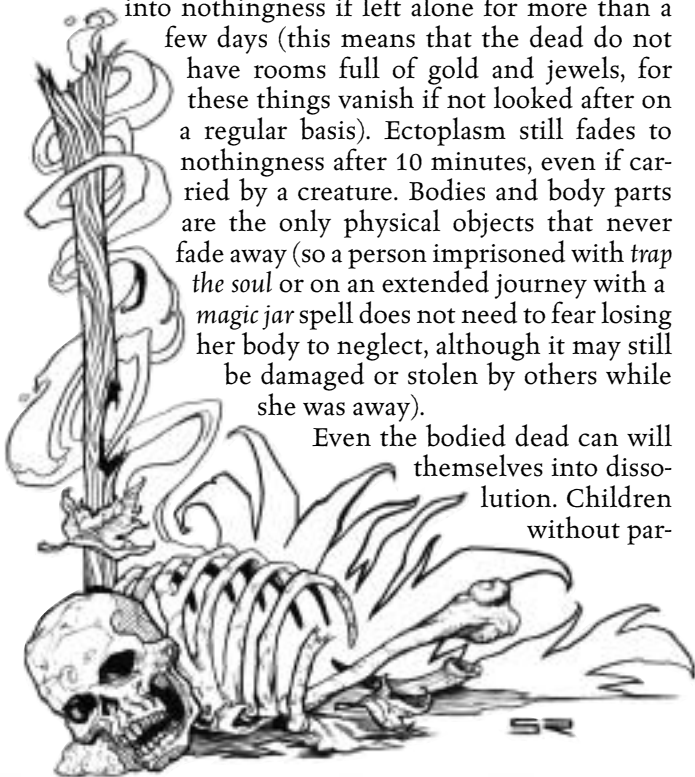 into nothingness if left alone for more than a
few days (this means that the dead do not
have rooms full of gold and jewels, for
these things vanish if not looked after on
a regular basis). Ectoplasm still fades to
nothingness after 10 minutes, even if car-
ried by a creature. Bodies and body parts
are the only physical objects that never
fade away (so a person imprisoned with trap
the soul or on an extended journey with a
magic jar spell does not need to fear losing
her body to neglect, although it may still
be damaged or stolen by others while
she was away).
Even the bodied dead can will
themselves into disso-
lution. Children
without par-
SR